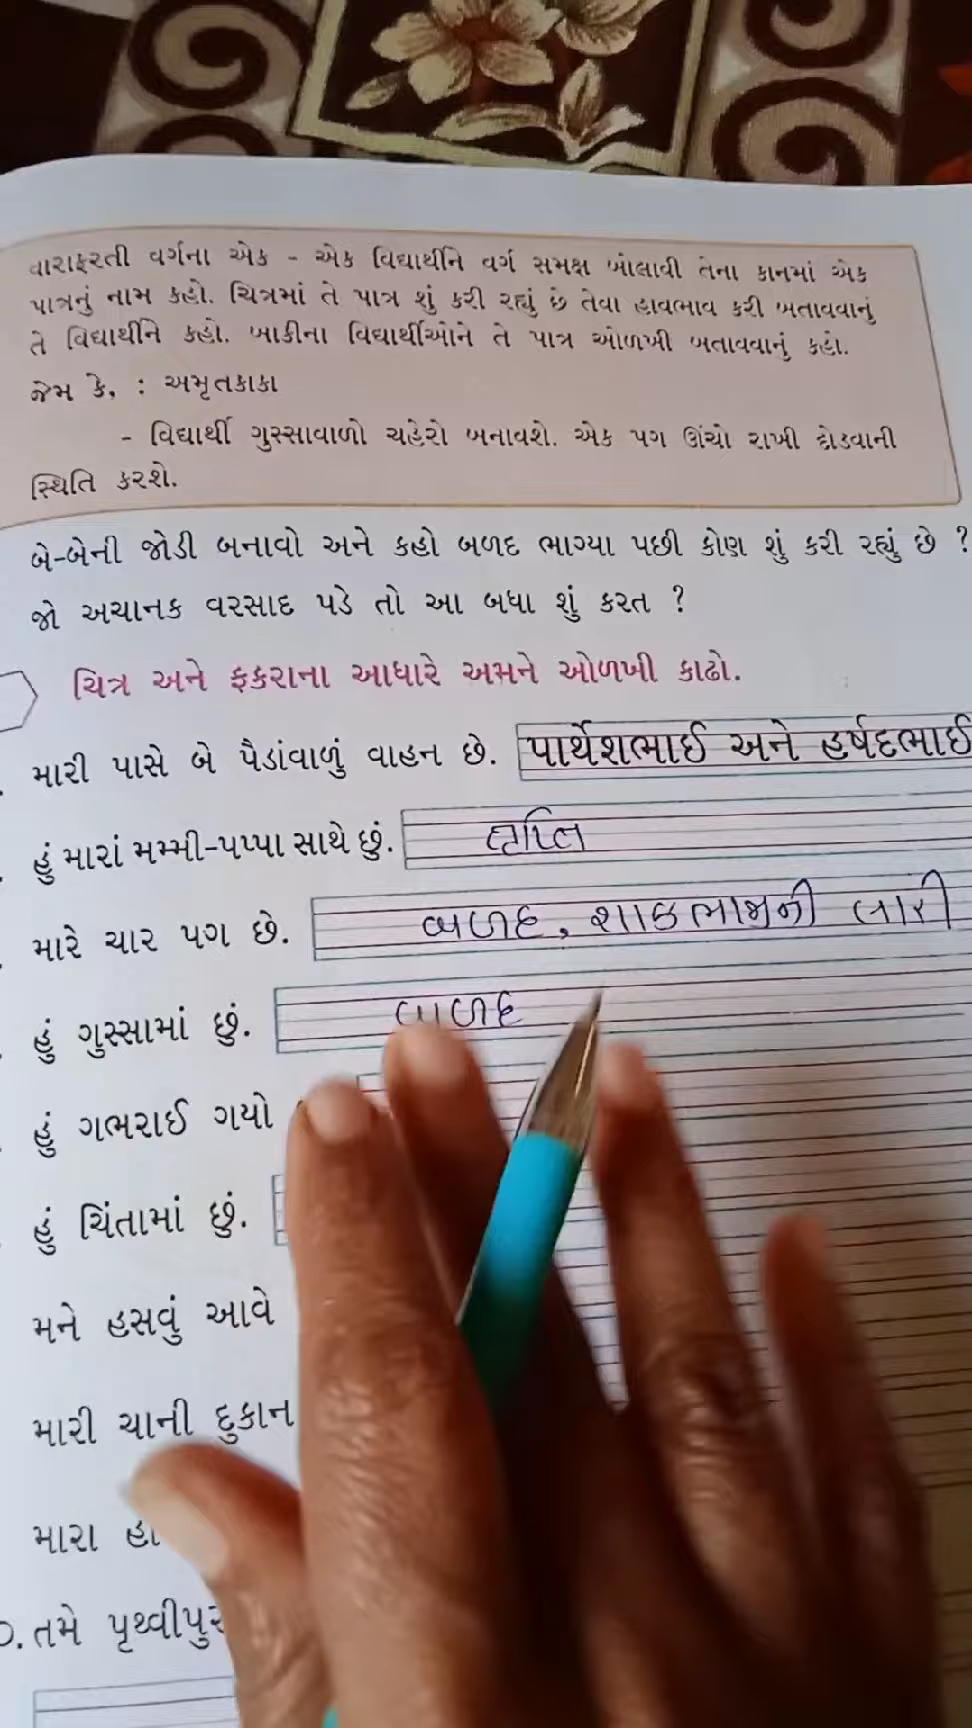 વારાફરતી વર્ગના એક - એક વિદ્યાર્થીને વર્ગ સમક્ષ બોલાવી તેના કાનમાં એક
પાત્રનું નામ કહો. ચિત્રમાં તે પાત્ર શું કરી રહ્યું છે તેવા હાવભાવ કરી બતાવવાનું
તે વિદ્યાર્થીને કહો. બાકીના વિદ્યાર્થીઓને તે પાત્ર ઓળખી બતાવવાનું કહો.
જેમ કે, : અમૃતકાકા
- વિદ્યાર્થી ગુસ્સાવાળો ચહેરો બનાવશે. એક પગ ઊંચો રાખી દોડવાની
સ્થિતિ કરશે.
બે-બેની જોડી બનાવો અને કહો બળદ ભાગ્યા પછી કોણ શું કરી રહ્યું છે ?
જો અચાનક વરસાદ પડે તો આ બધા શું કરત ?
ચિત્ર અને ફકરાના આધારે અમને ઓળખી કાઢો.
મારી પાસે બે પૈડાંવાળું વાહન છે. પાર્થેશભાઈ અને હર્ષદભાઈ
હું મારાં મમ્મી-પપ્પા સાથે છું. તૃપ્તિ
મારે ચાર પગ છે. બળદ, શાકભાજીની લારી
હું ગુસ્સામાં છું. બળદ
હું ગભરાઈ ગયો
હું ચિંતામાં છું.
મને હસવું આવે
મારી ચાની દુકાન
મારા
તમે